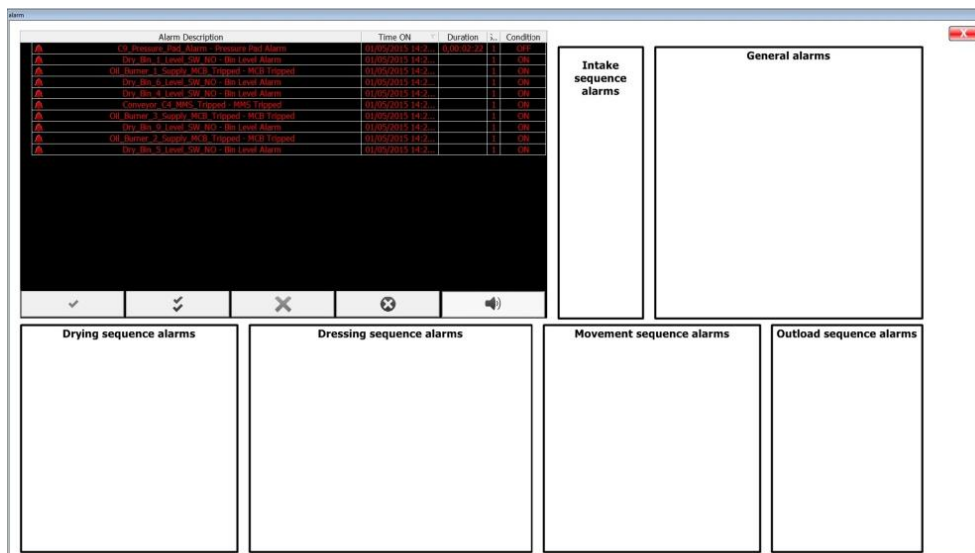 alarm
Alarm Description Time ON Duration i... Condition
C9_Pressure_Pad_Alarm - Pressure Pad Alarm 01/05/2015 14:2... 0,00:02:22 1 OFF
Dry_Bin_1_Level_SW_NO - Bin Level Alarm 01/05/2015 14:2... 1 ON
Oil_Burner_1_Supply_MCB_Tripped - MCB Tripped 01/05/2015 14:2... 1 ON
Dry_Bin_6_Level_SW_NO - Bin Level Alarm 01/05/2015 14:2... 1 ON
Dry_Bin_4_Level_SW_NO - Bin Level Alarm 01/05/2015 14:2... 1 ON
Conveyor_C4_MMS_Tripped - MMS Tripped 01/05/2015 14:2... 1 ON
Oil_Burner_3_Supply_MCB_Tripped - MCB Tripped 01/05/2015 14:2... 1 ON
Dry_Bin_9_Level_SW_NO - Bin Level Alarm 01/05/2015 14:2... 1 ON
Oil_Burner_2_Supply_MCB_Tripped - MCB Tripped 01/05/2015 14:2... 1 ON
Dry_Bin_5_Level_SW_NO - Bin Level Alarm 01/05/2015 14:2... 1 ON
Intake
sequence
alarms
General alarms
X
Drying sequence alarms
Dressing sequence alarms
Movement sequence alarms
Outload sequence alarms